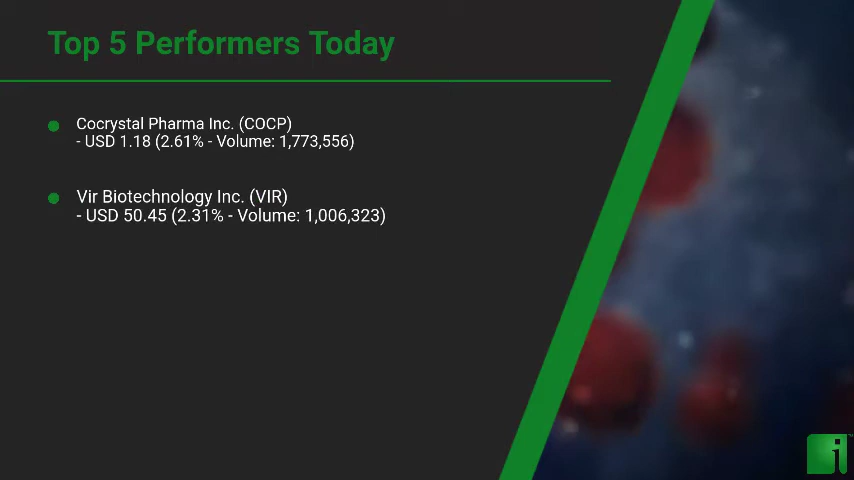 Top 5 Performers Today
Cocrystal Pharma Inc. (COCP)
- USD 1.18 (2.61% - Volume: 1,773,556)
Vir Biotechnology Inc. (VIR)
- USD 50.45 (2.31% - Volume: 1,006,323)
i